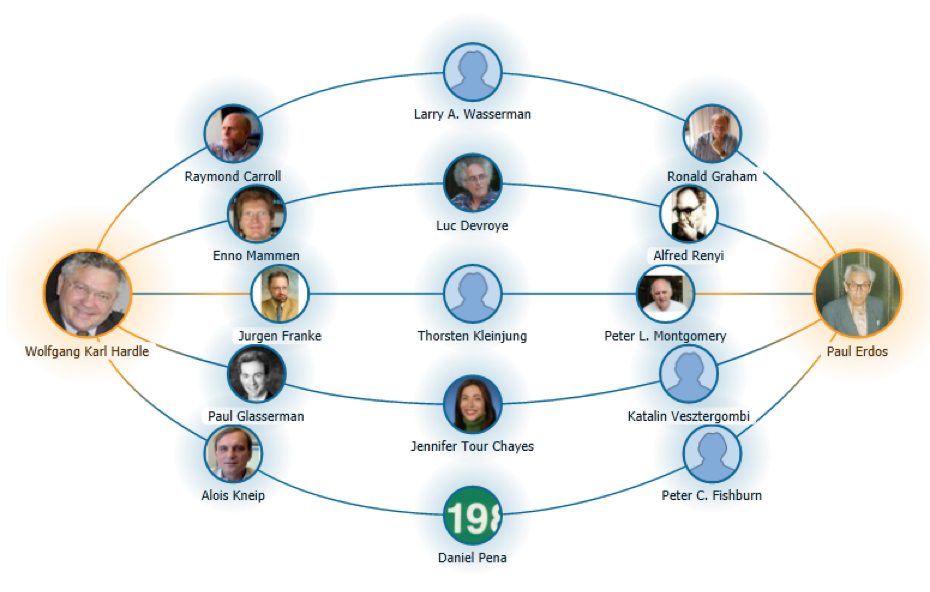 Larry A. Wasserman
Raymond Carroll
Ronald Graham
Luc Devroye
Enno Mammen
Alfred Renyi
Jurgen Franke
Thorsten Kleinjung
Peter L. Montgomery
Wolfgang Karl Hardle
Paul Erdos
Paul Glasserman
Katalin Vesztergombi
Jennifer Tour Chayes
Alois Kneip
Peter C. Fishburn
198
Daniel Pena